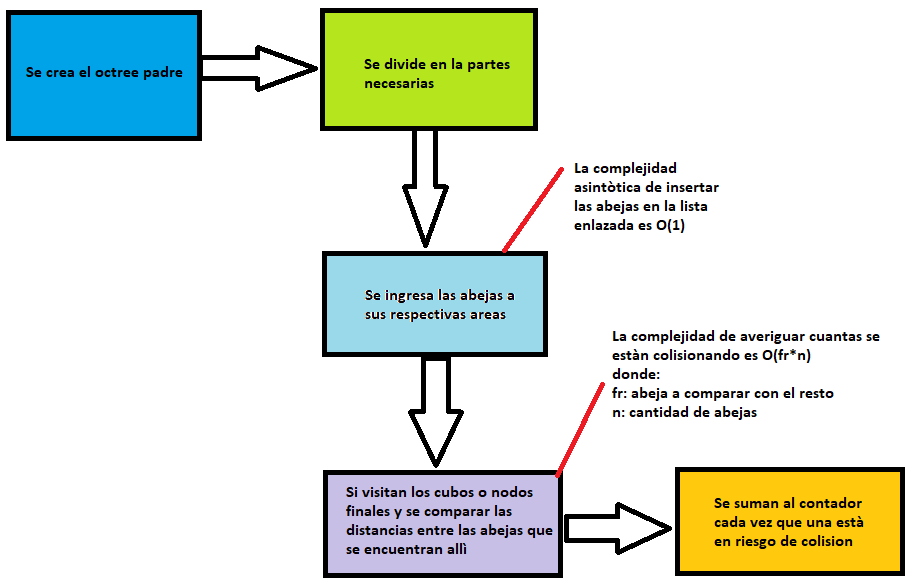 Se crea el octree padre
Se divide en la partes
necesarias
La complejidad
asintòtica de insertar
las abejas en la lista
enlazada es O(1)
Se ingresa las abejas a
sus respectivas areas
La complejidad de averiguar cuantas se
estàn colisionando es O(fr*n)
donde:
fr: abeja a comparar con el resto
n: cantidad de abejas
Si visitan los cubos o nodos
finales y se comparar las
distancias entre las abejas que
se encuentran allì
Se suman al contador
cada vez que una està
en riesgo de colision